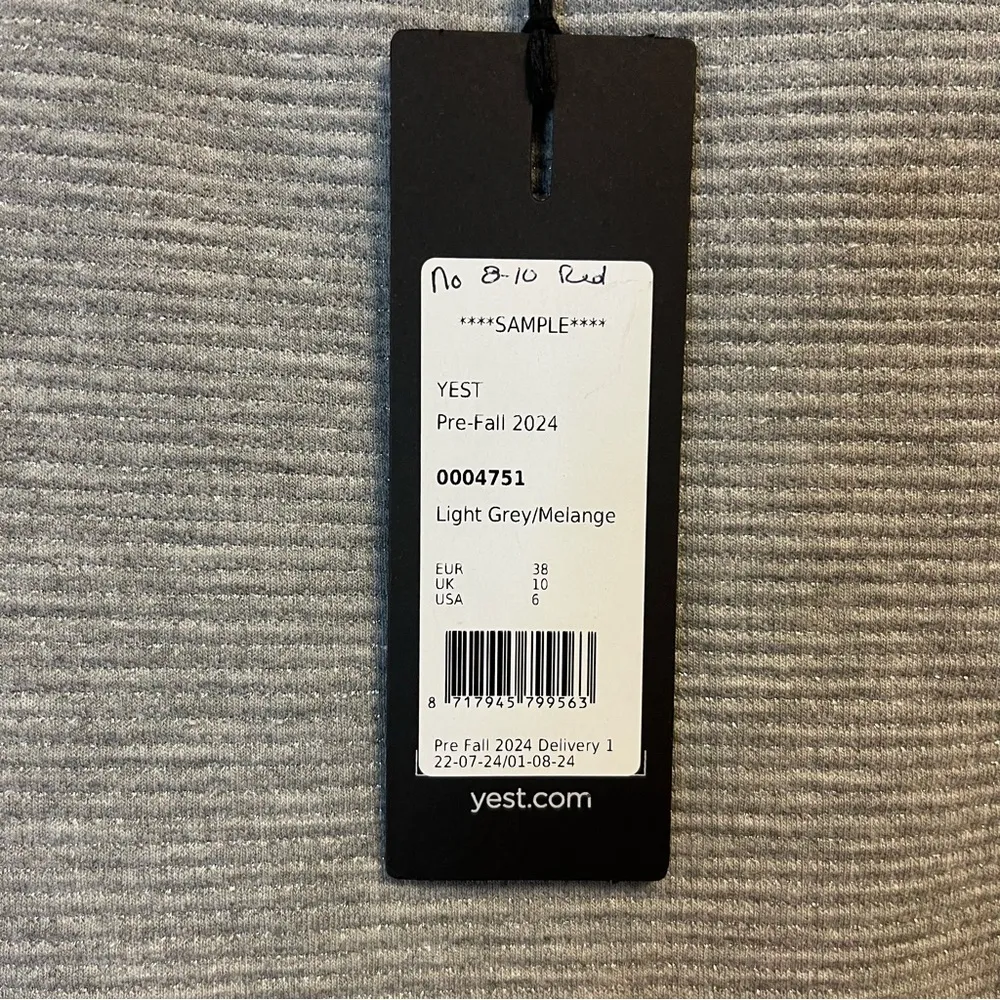 No 8-10 Red
****SAMPLE****
YEST
Pre-Fall 2024
0004751
Light Grey/Melange
EUR 38
UK 10
USA 6
8 717945 799563
Pre Fall 2024 Delivery 1
22-07-24/01-08-24
yest.com